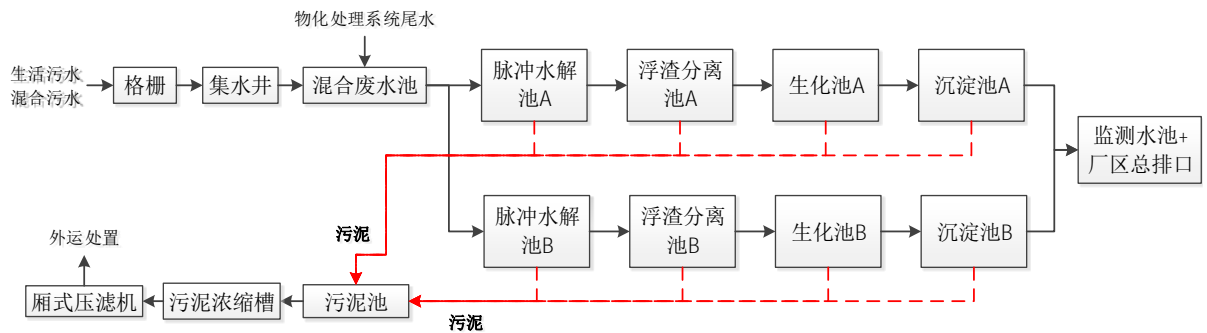 物化处理系统尾水
生活污水
混合污水
格栅
集水井
混合废水池
脉冲水解
池A
浮渣分离
池A
生化池A
沉淀池A
监测水池+
厂区总排口
脉冲水解
池B
浮渣分离
池B
生化池B
沉淀池B
污泥
外运处置
厢式压滤机
污泥浓缩槽
污泥池
污泥